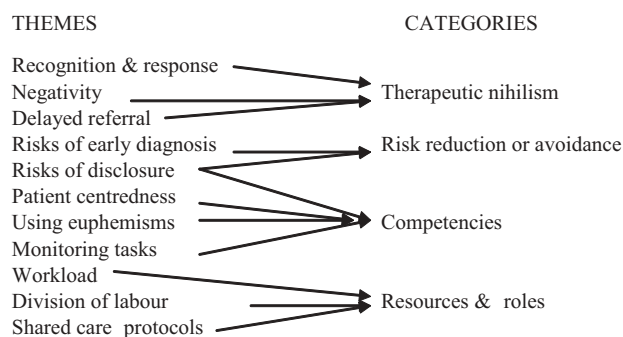 THEMES CATEGORIES
Recognition & response
Negativity Therapeutic nihilism
Delayed referral
Risks of early diagnosis Risk reduction or avoidance
Risks of disclosure
Patient centredness
Using euphemisms Competencies
Monitoring tasks
Workload
Division of labour Resources & roles
Shared care protocols